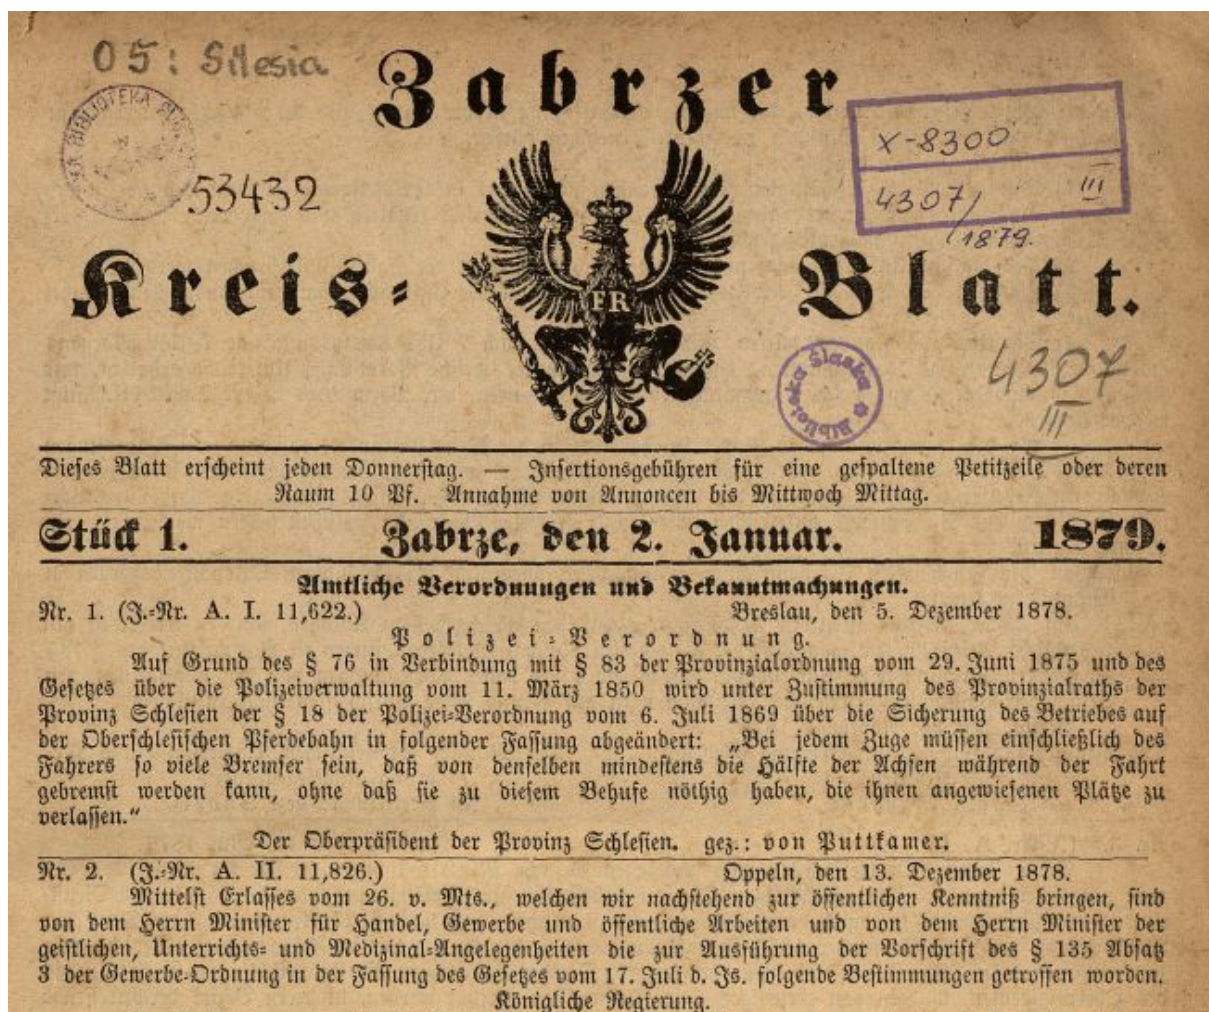 05: Silesia
Zabrzer
X-8300
4307/ III
1879.
53432
Kreis-
FR
Blatt.
Biblioteka Śląska
4307
III
Dieses Blatt erscheint jeden Donnerstag. — Insertionsgebühren für eine gespaltene Petitzeile oder deren
Raum 10 Pf. Annahme von Annoncen bis Mittwoch Mittag.
Stück 1. Zabrze, den 2. Januar. 1879.
Amtliche Verordnungen und Bekanntmachungen.
Nr. 1. (J.-Nr. A. I. 11,622.) Breslau, den 5. Dezember 1878.
Polizei-Verordnung.
Auf Grund des § 76 in Verbindung mit § 83 der Provinzialordnung vom 29. Juni 1875 und des
Gesetzes über die Polizeiverwaltung vom 11. März 1850 wird unter Zustimmung des Provinzialraths der
Provinz Schlesien der § 18 der Polizei-Verordnung vom 6. Juli 1869 über die Sicherung des Betriebes auf
der Oberschlesischen Pferdebahn in folgender Fassung abgeändert: „Bei jedem Zuge müssen einschließlich des
Fahrers so viele Bremser sein, daß von denselben mindestens die Hälfte der Achsen während der Fahrt
gebremst werden kann, ohne daß sie zu diesem Behufe nöthig haben, die ihnen angewiesenen Plätze zu
verlassen.“
Der Oberpräsident der Provinz Schlesien. gez.: von Puttkamer.
Nr. 2. (J.-Nr. A. II. 11,826.) Oppeln, den 13. Dezember 1878.
Mittelst Erlasses vom 26. v. Mts., welchen wir nachstehend zur öffentlichen Kenntniß bringen, sind
von dem Herrn Minister für Handel, Gewerbe und öffentliche Arbeiten und von dem Herrn Minister der
geistlichen, Unterrichts- und Medizinal-Angelegenheiten die zur Ausführung der Vorschrift des § 135 Absatz
3 der Gewerbe-Ordnung in der Fassung des Gesetzes vom 17. Juli d. Js. folgende Bestimmungen getroffen worden.
Königliche Regierung.